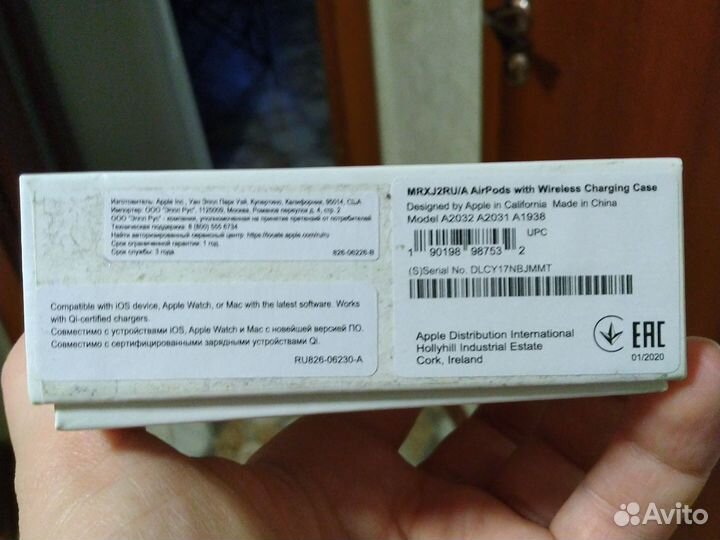 Изготовитель: Apple Inc., Уан Эппл Парк Уэй, Купертино, Калифорния, 95014, США
Импортер: ООО "Эппл Рус", 1125009, Москва, Романов переулок д. 4, стр. 2
ООО "Эппл Рус" - компания, уполномоченная на принятие претензий от потребителей
Техническая поддержка: 8 (800) 555 6734
Найти авторизированный сервисный центр: https://locate.apple.com/ru/ru
Срок ограниченной гарантии: 1 год.
Срок службы: 3 года.
826-06226-B
Compatible with iOS device, Apple Watch, or Mac with the latest software. Works
with Qi-certified chargers.
Совместимо с устройствами iOS, Apple Watch и Mac с новейшей версией ПО.
Совместимо с сертифицированными зарядными устройствами Qi.
RU826-06230-A
MRXJ2RU/A AirPods with Wireless Charging Case
Designed by Apple in California Made in China
Model A2032 A2031 A1938
UPC
1 90198 98753 2
(S)Serial No. DLCY17NBJMMT
Apple Distribution International
Hollyhill Industrial Estate
Cork, Ireland
EAC
01/2020
Avito